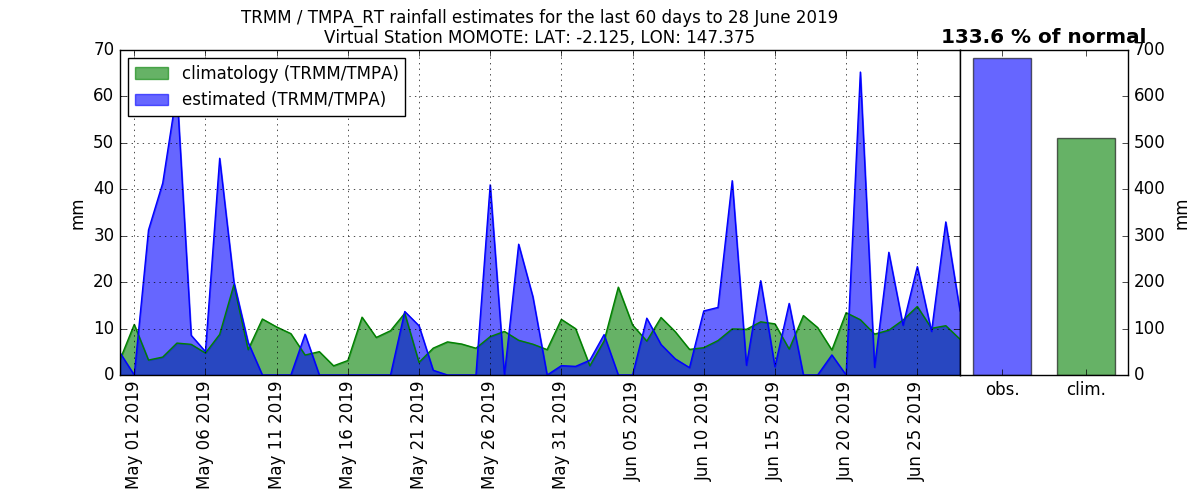 TRMM / TMPA_RT rainfall estimates for the last 60 days to 28 June 2019
Virtual Station MOMOTE: LAT: -2.125, LON: 147.375
133.6 % of normal
climatology (TRMM/TMPA)
estimated (TRMM/TMPA)
70
60
50
40
30
20
10
0
mm
700
600
500
400
300
200
100
0
mm
May 01 2019
May 06 2019
May 11 2019
May 16 2019
May 21 2019
May 26 2019
May 31 2019
Jun 05 2019
Jun 10 2019
Jun 15 2019
Jun 20 2019
Jun 25 2019
obs.
clim.